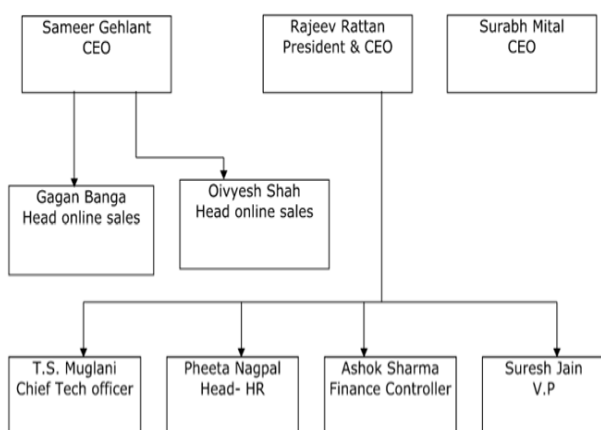 Sameer Gehlant
CEO
Rajeev Rattan
President & CEO
Surabh Mital
CEO
Gagan Banga
Head online sales
Oivyesh Shah
Head online sales
T.S. Muglani
Chief Tech officer
Pheeta Nagpal
Head- HR
Ashok Sharma
Finance Controller
Suresh Jain
V.P